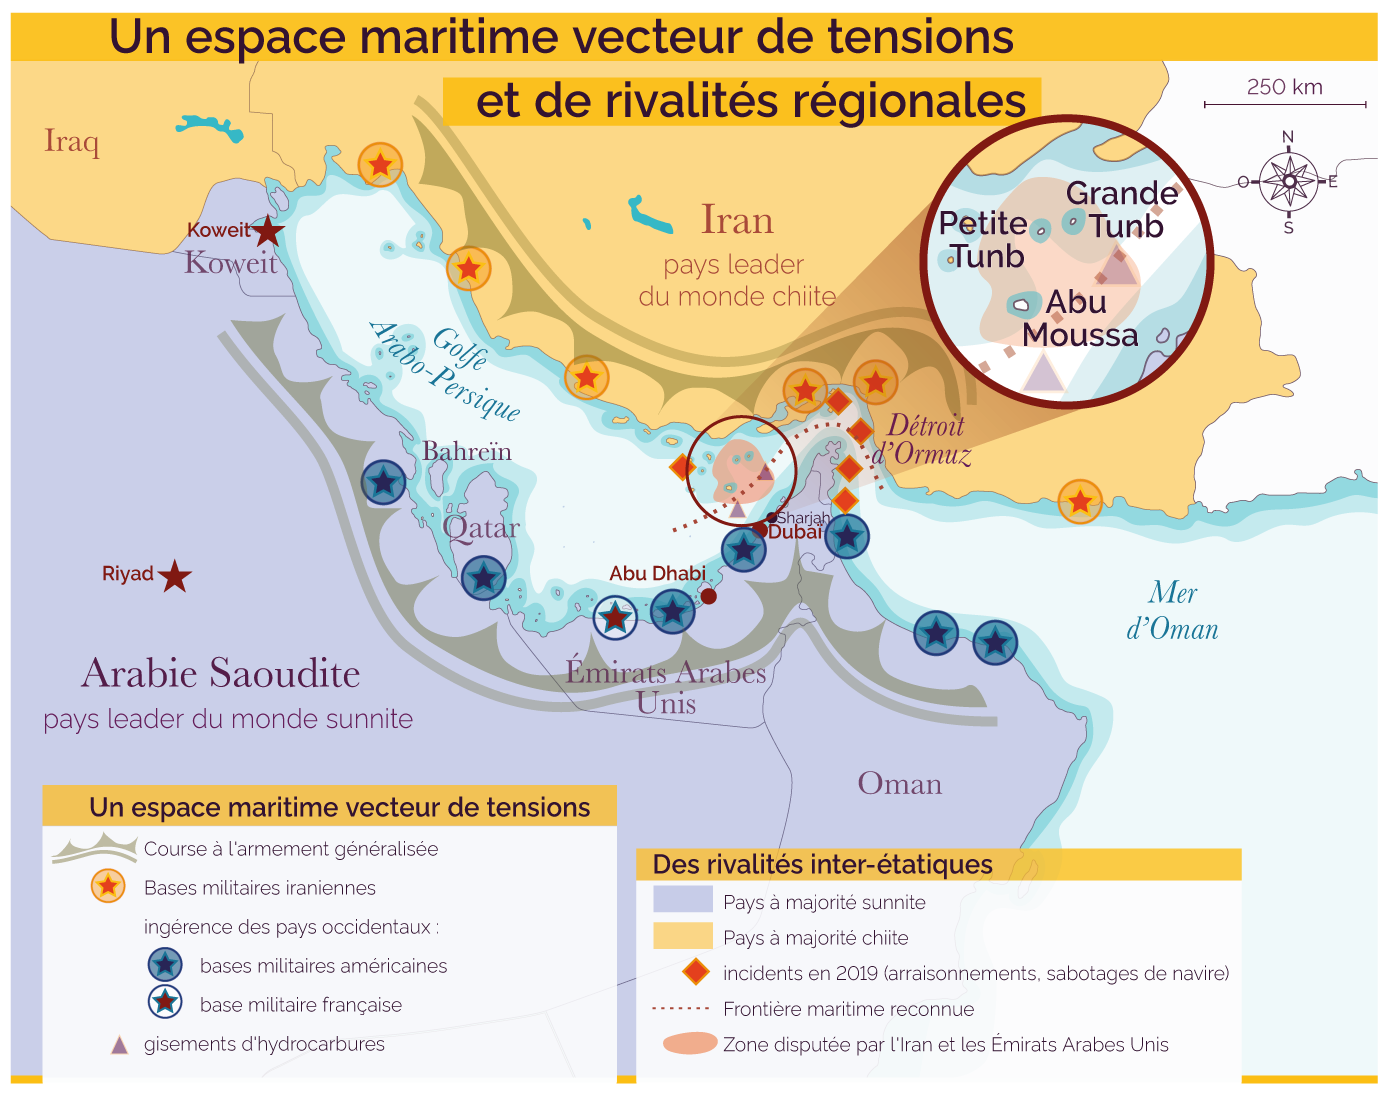 Un espace maritime vecteur de tensions
et de rivalités régionales
250 km
N
O
E
S
Iraq
Iran
pays leader
du monde chiite
Grande
Tunb
Petite
Tunb
Abu
Moussa
Koweit
Koweit
Golfe
Arabo-Persique
Détroit
d'Ormuz
Bahreïn
Qatar
Sharjah
Dubaï
Abu Dhabi
Riyad
Mer
d'Oman
Arabie Saoudite
pays leader du monde sunnite
Émirats Arabes
Unis
Oman
Un espace maritime vecteur de tensions
Course à l'armement généralisée
Bases militaires iraniennes
ingérence des pays occidentaux :
bases militaires américaines
base militaire française
gisements d'hydrocarbures
Des rivalités inter-étatiques
Pays à majorité sunnite
Pays à majorité chiite
incidents en 2019 (arraisonnements, sabotages de navire)
Frontière maritime reconnue
Zone disputée par l'Iran et les Émirats Arabes Unis